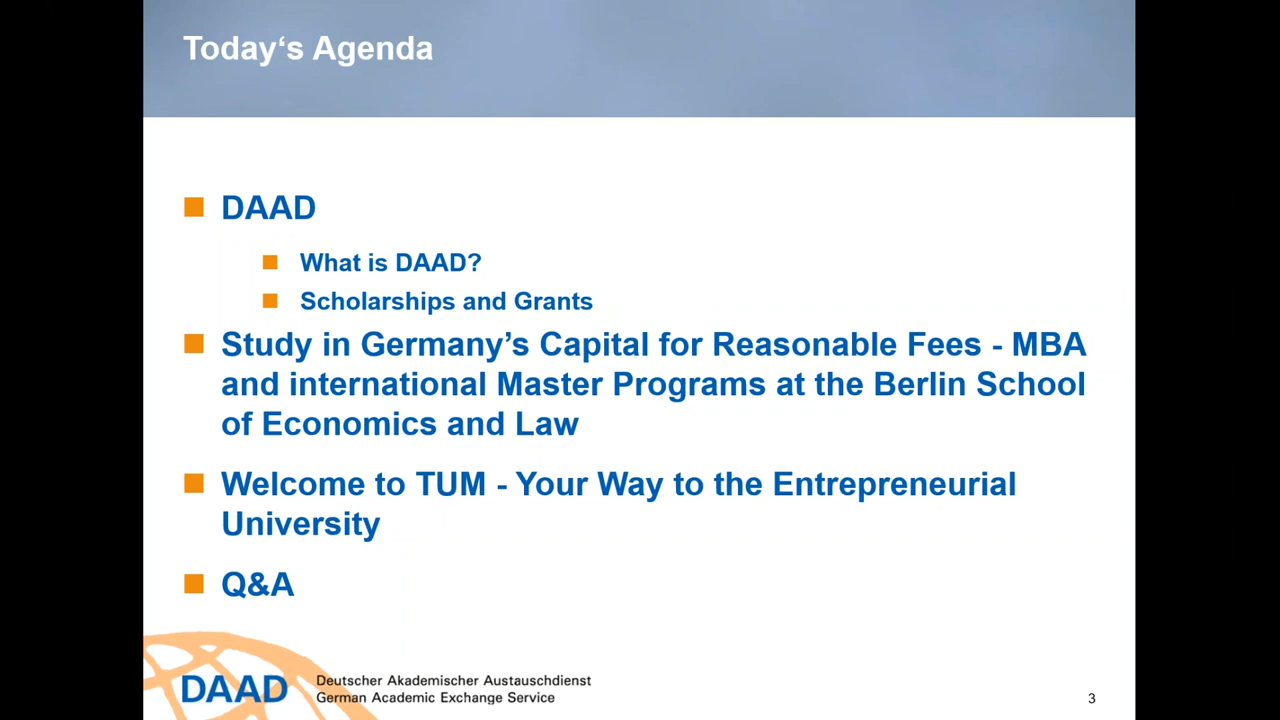 Today‘s Agenda
DAAD
What is DAAD?
Scholarships and Grants
Study in Germany’s Capital for Reasonable Fees - MBA
and international Master Programs at the Berlin School
of Economics and Law
Welcome to TUM - Your Way to the Entrepreneurial
University
Q&A
DAAD
Deutscher Akademischer Austauschdienst
German Academic Exchange Service
3